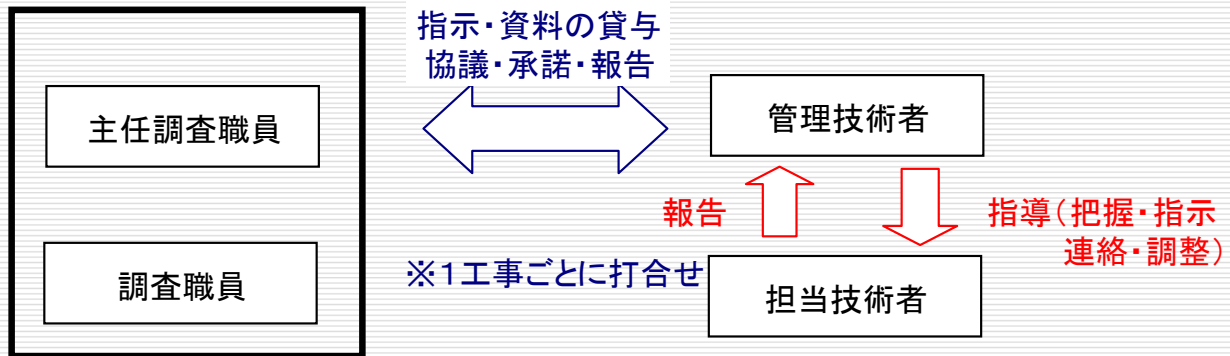 指示・資料の貸与
協議・承諾・報告
主任調査職員
管理技術者
報告
指導（把握・指示
連絡・調整）
※１工事ごとに打合せ
調査職員
担当技術者